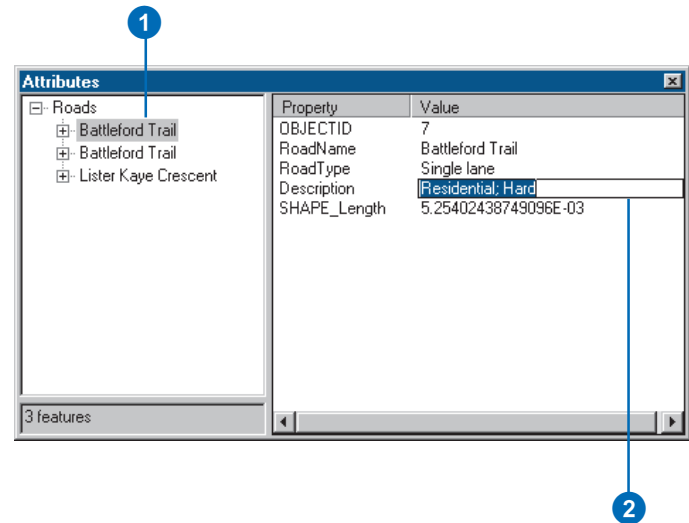 1
Attributes
Roads
Battleford Trail
Battleford Trail
Lister Kaye Crescent
3 features
Property Value
OBJECTID 7
RoadName Battleford Trail
RoadType Single lane
Description Residential; Hard
SHAPE_Length 5.25402438749096E-03
2